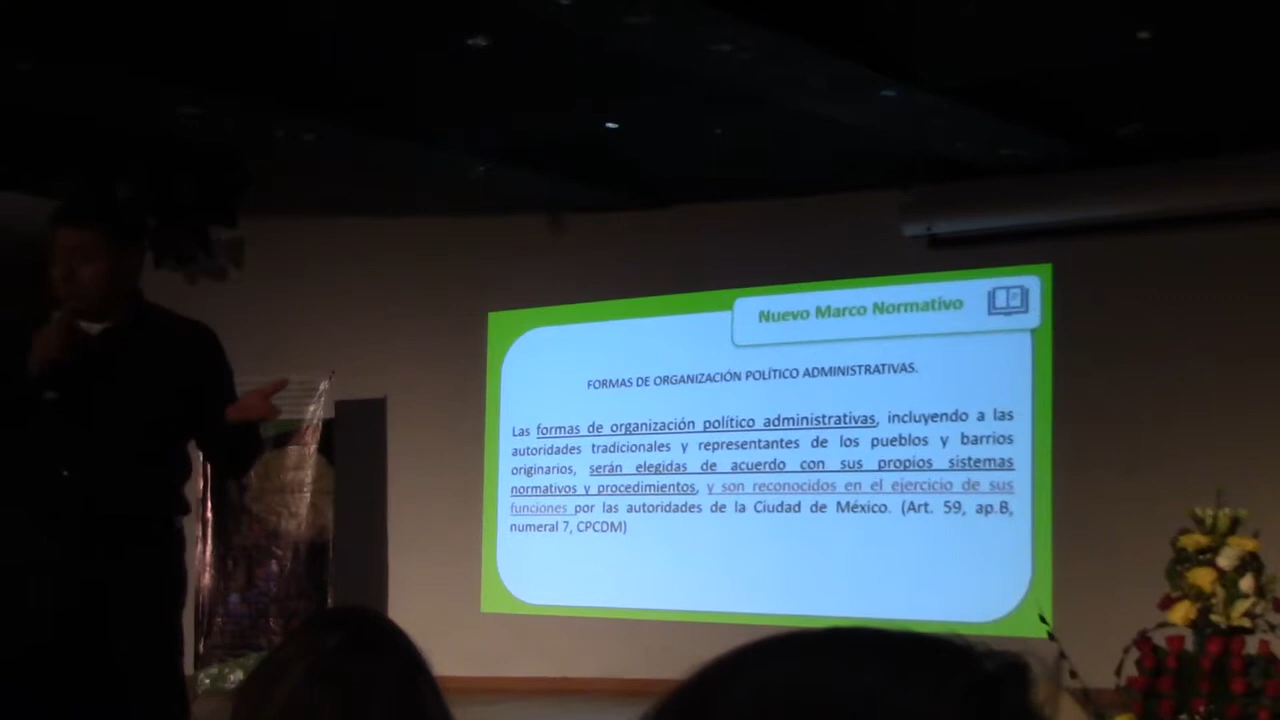 Nuevo Marco Normativo
FORMAS DE ORGANIZACIÓN POLÍTICO ADMINISTRATIVAS.
Las formas de organización político administrativas, incluyendo a las
autoridades tradicionales y representantes de los pueblos y barrios
originarios, serán elegidas de acuerdo con sus propios sistemas
normativos y procedimientos, y son reconocidos en el ejercicio de sus
funciones por las autoridades de la Ciudad de México. (Art. 59, ap.B,
numeral 7, CPCDM)